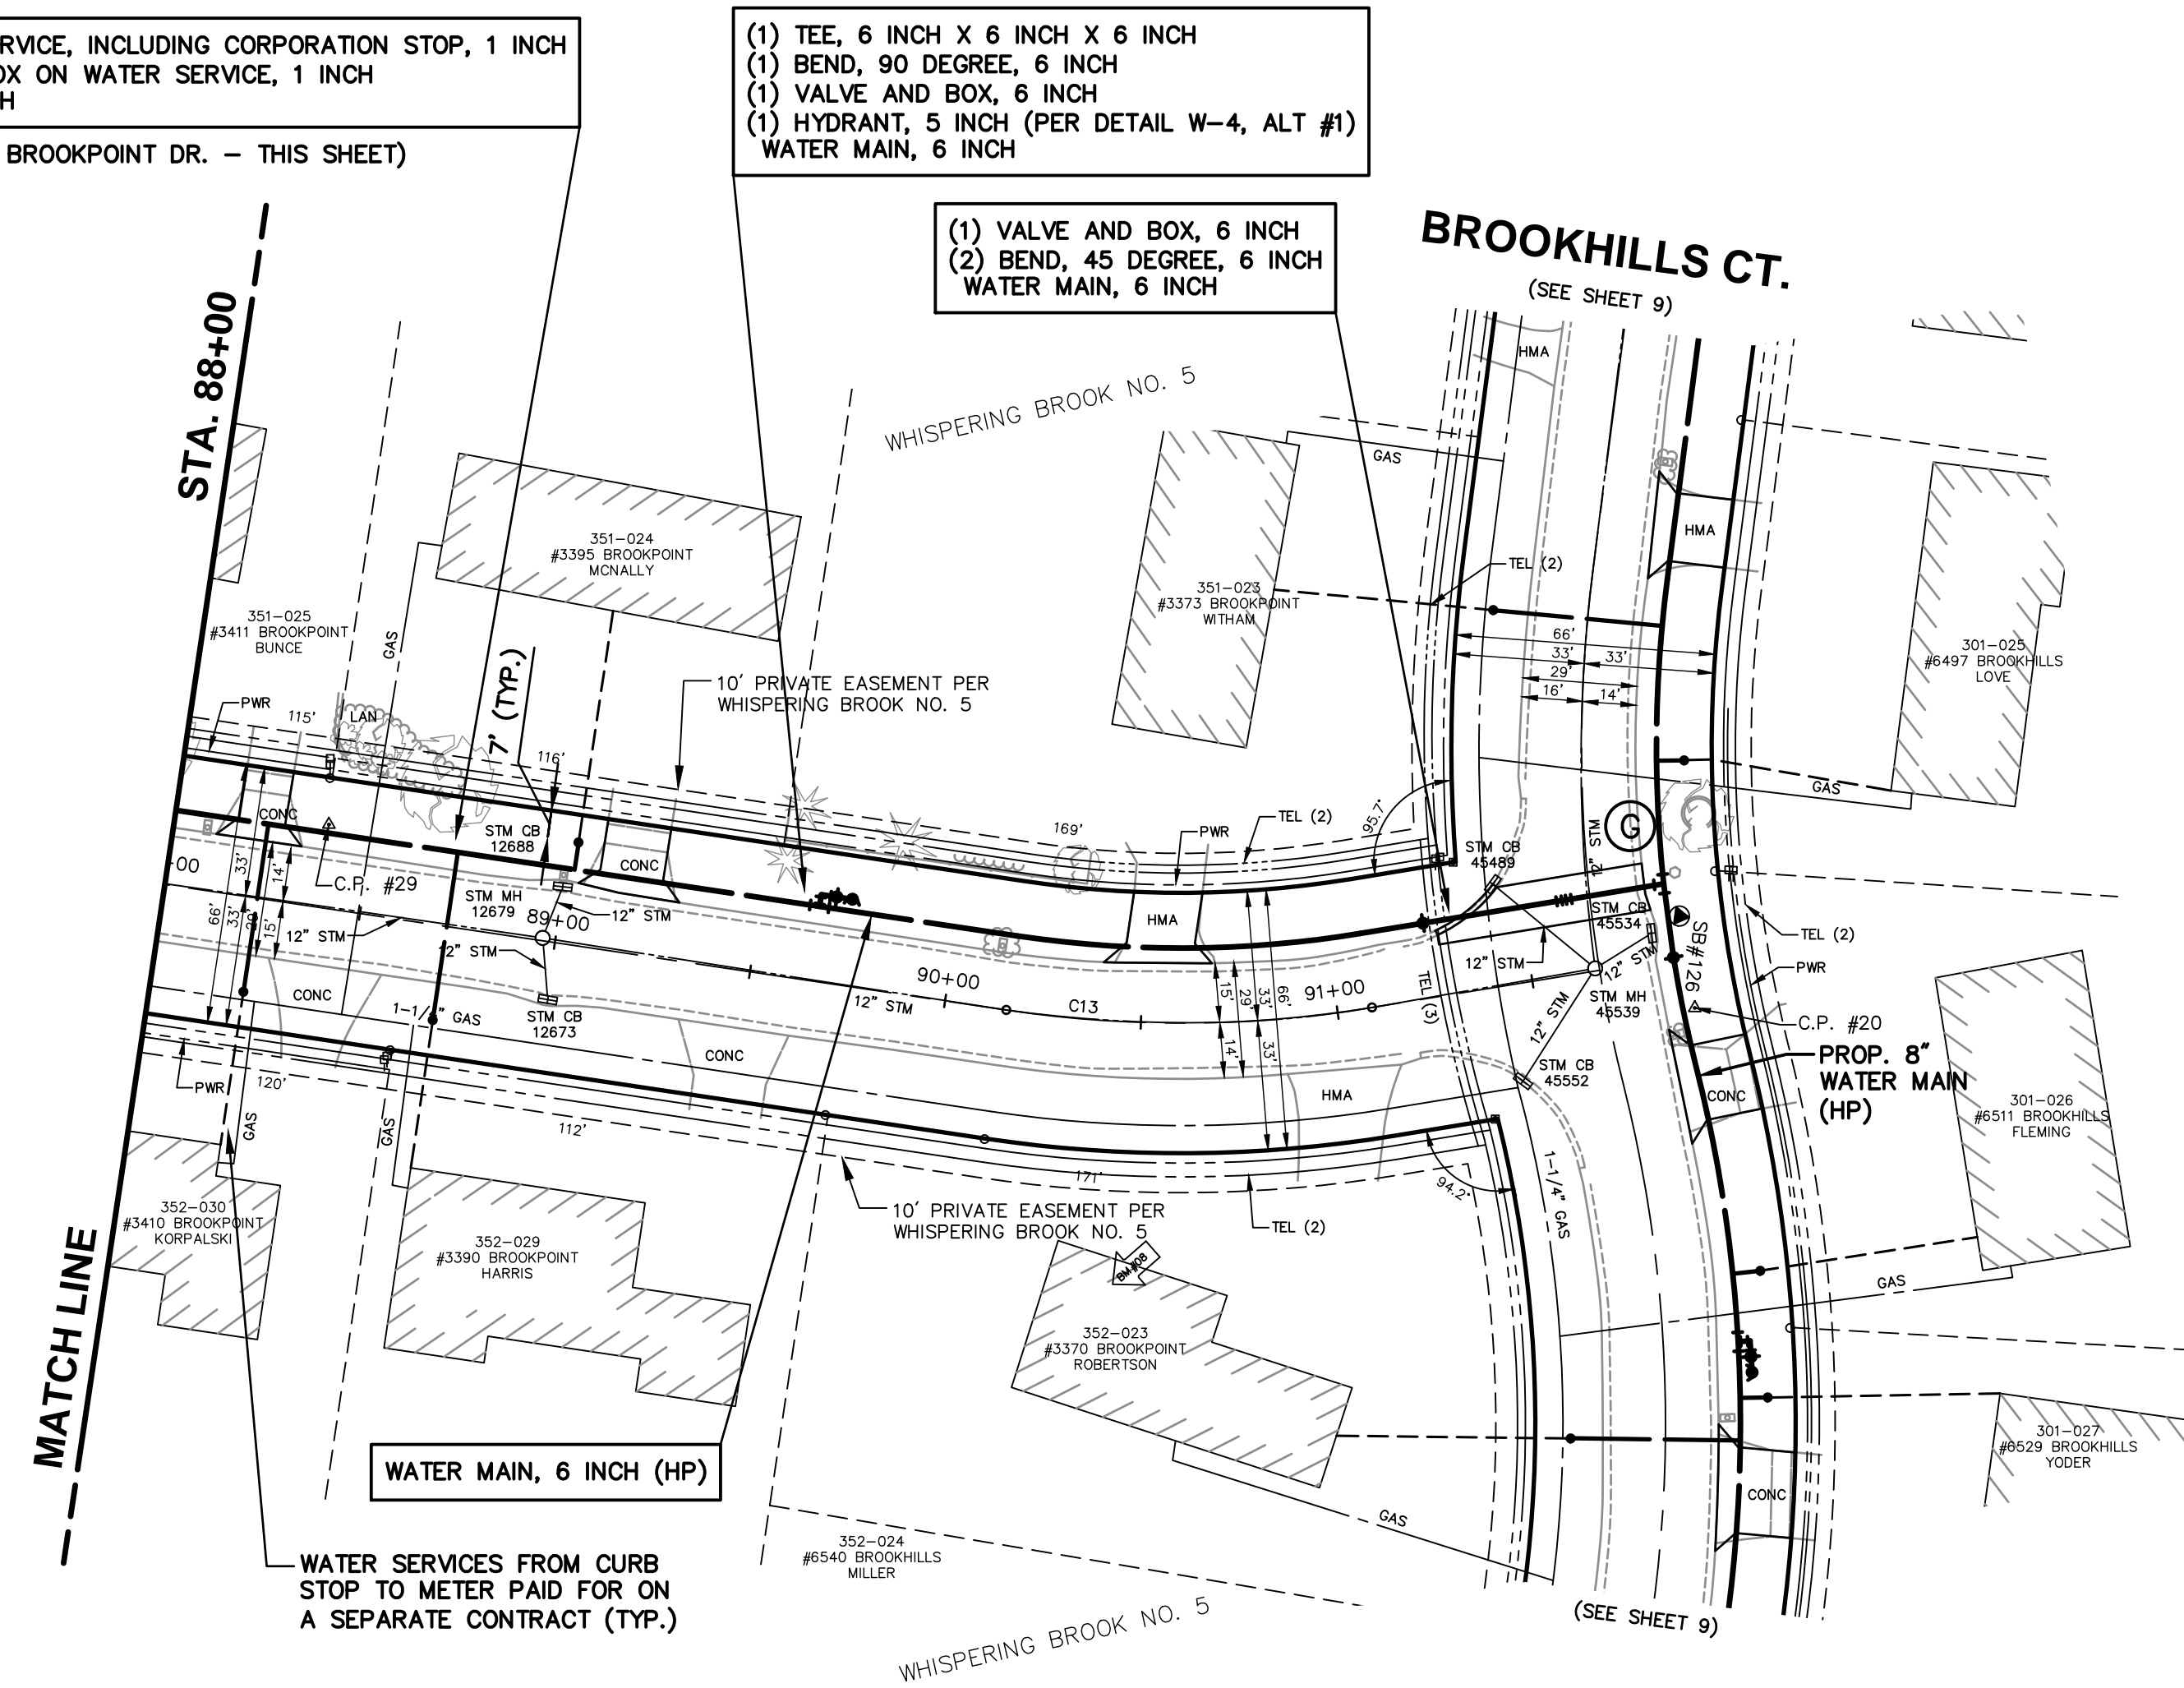 RVICE, INCLUDING CORPORATION STOP, 1 INCH
OX ON WATER SERVICE, 1 INCH
H
BROOKPOINT DR. – THIS SHEET)
(1) TEE, 6 INCH X 6 INCH X 6 INCH
(1) BEND, 90 DEGREE, 6 INCH
(1) VALVE AND BOX, 6 INCH
(1) HYDRANT, 5 INCH (PER DETAIL W–4, ALT #1)
WATER MAIN, 6 INCH
(1) VALVE AND BOX, 6 INCH
(2) BEND, 45 DEGREE, 6 INCH
WATER MAIN, 6 INCH
BROOKHILLS CT.
(SEE SHEET 9)
STA. 88+00
WHISPERING BROOK NO. 5
HMA
GAS
HMA
351–024
#3395 BROOKPOINT
MCNALLY
351–023
#3373 BROOKPOINT
WITHAM
TEL (2)
351–025
#3411 BROOKPOINT
BUNCE
GAS
301–025
#6497 BROOKHILLS
LOVE
66'
33'
33'
29'
16'
14'
7' (TYP.)
10' PRIVATE EASEMENT PER
WHISPERING BROOK NO. 5
PWR
115'
LAN
116'
GAS
95.7°
CONC
STM CB
12688
169'
PWR
TEL (2)
STM CB
45489
12" STM
G
-00
33'
14'
C.P. #29
CONC
STM MH
12679
89+00
12" STM
HMA
STM CB
45534
SB#126
TEL (2)
66'
33'
29'
15'
12" STM
2" STM
90+00
12" STM
C13
91+00
15'
29'
33'
66'
TEL (3)
12" STM
12" STM
PWR
STM MH
45539
CONC
1–1/" GAS
STM CB
12673
CONC
14'
33'
12" STM
C.P. #20
PROP. 8"
WATER MAIN
(HP)
STM CB
45552
PWR
120'
GAS
GAS
112'
HMA
CONC
301–026
#6511 BROOKHILLS
FLEMING
171'
94.2°
1–1/4" GAS
352–030
#3410 BROOKPOINT
KORPALSKI
10' PRIVATE EASEMENT PER
WHISPERING BROOK NO. 5
TEL (2)
352–029
#3390 BROOKPOINT
HARRIS
BM#08
GAS
MATCH LINE
352–023
#3370 BROOKPOINT
ROBERTSON
301–027
#6529 BROOKHILLS
YODER
WATER MAIN, 6 INCH (HP)
CONC
GAS
352–024
#6540 BROOKHILLS
MILLER
WATER SERVICES FROM CURB
STOP TO METER PAID FOR ON
A SEPARATE CONTRACT (TYP.)
WHISPERING BROOK NO. 5
(SEE SHEET 9)